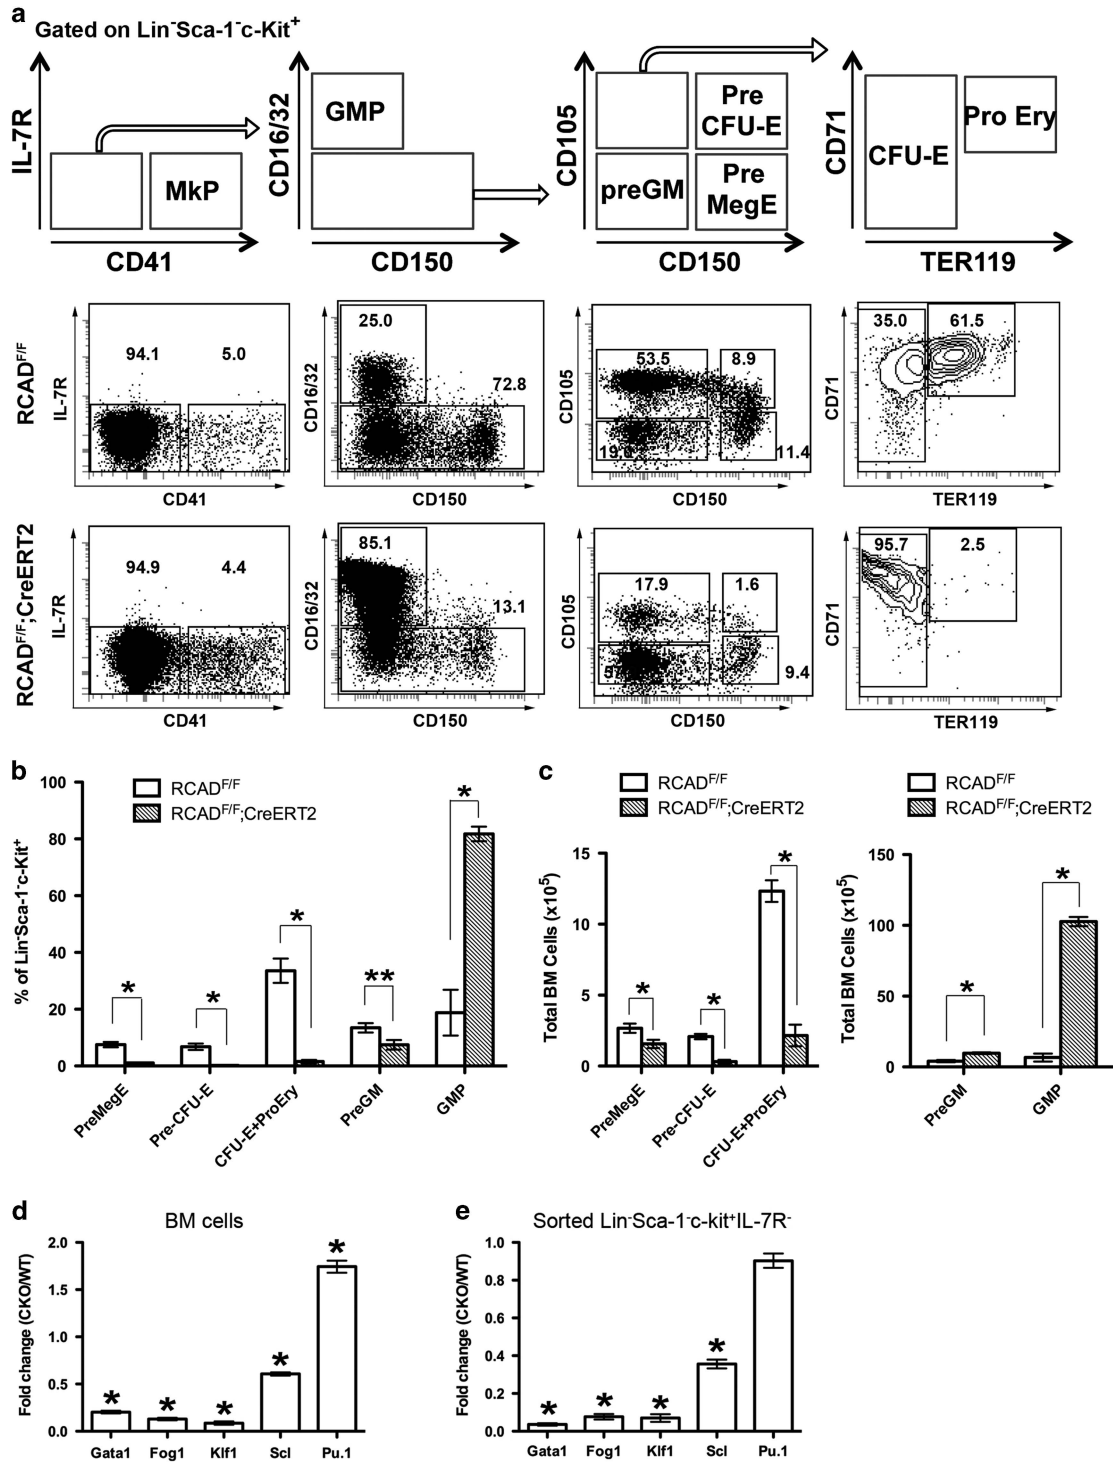 a
Gated on Lin-Sca-1-c-Kit+
IL-7R
MkP
CD41
CD16/32
GMP
CD150
CD105
Pre CFU-E
preGM
Pre MegE
CD150
CD71
CFU-E
Pro Ery
TER119
RCADF/F
IL-7R
94.1
5.0
CD41
CD16/32
25.0
72.8
CD150
CD105
53.5
8.9
11.4
CD150
CD71
35.0
61.5
TER119
RCADF/F;CreERT2
IL-7R
94.9
4.4
CD41
CD16/32
85.1
13.1
CD150
CD105
17.9
1.6
9.4
CD150
CD71
95.7
2.5
TER119
b
RCADF/F
RCADF/F;CreERT2
% of Lin-Sca-1-c-Kit+
100
80
60
40
20
0
*
*
*
**
*
PreMegE
Pre-CFU-E
CFU-E+ProEry
PreGM
GMP
c
RCADF/F
RCADF/F;CreERT2
Total BM Cells (x105)
15
10
5
0
*
*
*
PreMegE
Pre-CFU-E
CFU-E+ProEry
RCADF/F
RCADF/F;CreERT2
Total BM Cells (x105)
150
100
50
0
*
*
PreGM
GMP
d
BM cells
Fold change (CKO/WT)
2.0
1.5
1.0
0.5
0.0
*
*
*
*
*
Gata1
Fog1
Klf1
Scl
Pu.1
e
Sorted Lin-Sca-1-c-kit+IL-7R-
Fold change (CKO/WT)
1.0
0.8
0.6
0.4
0.2
0.0
*
*
*
*
Gata1
Fog1
Klf1
Scl
Pu.1